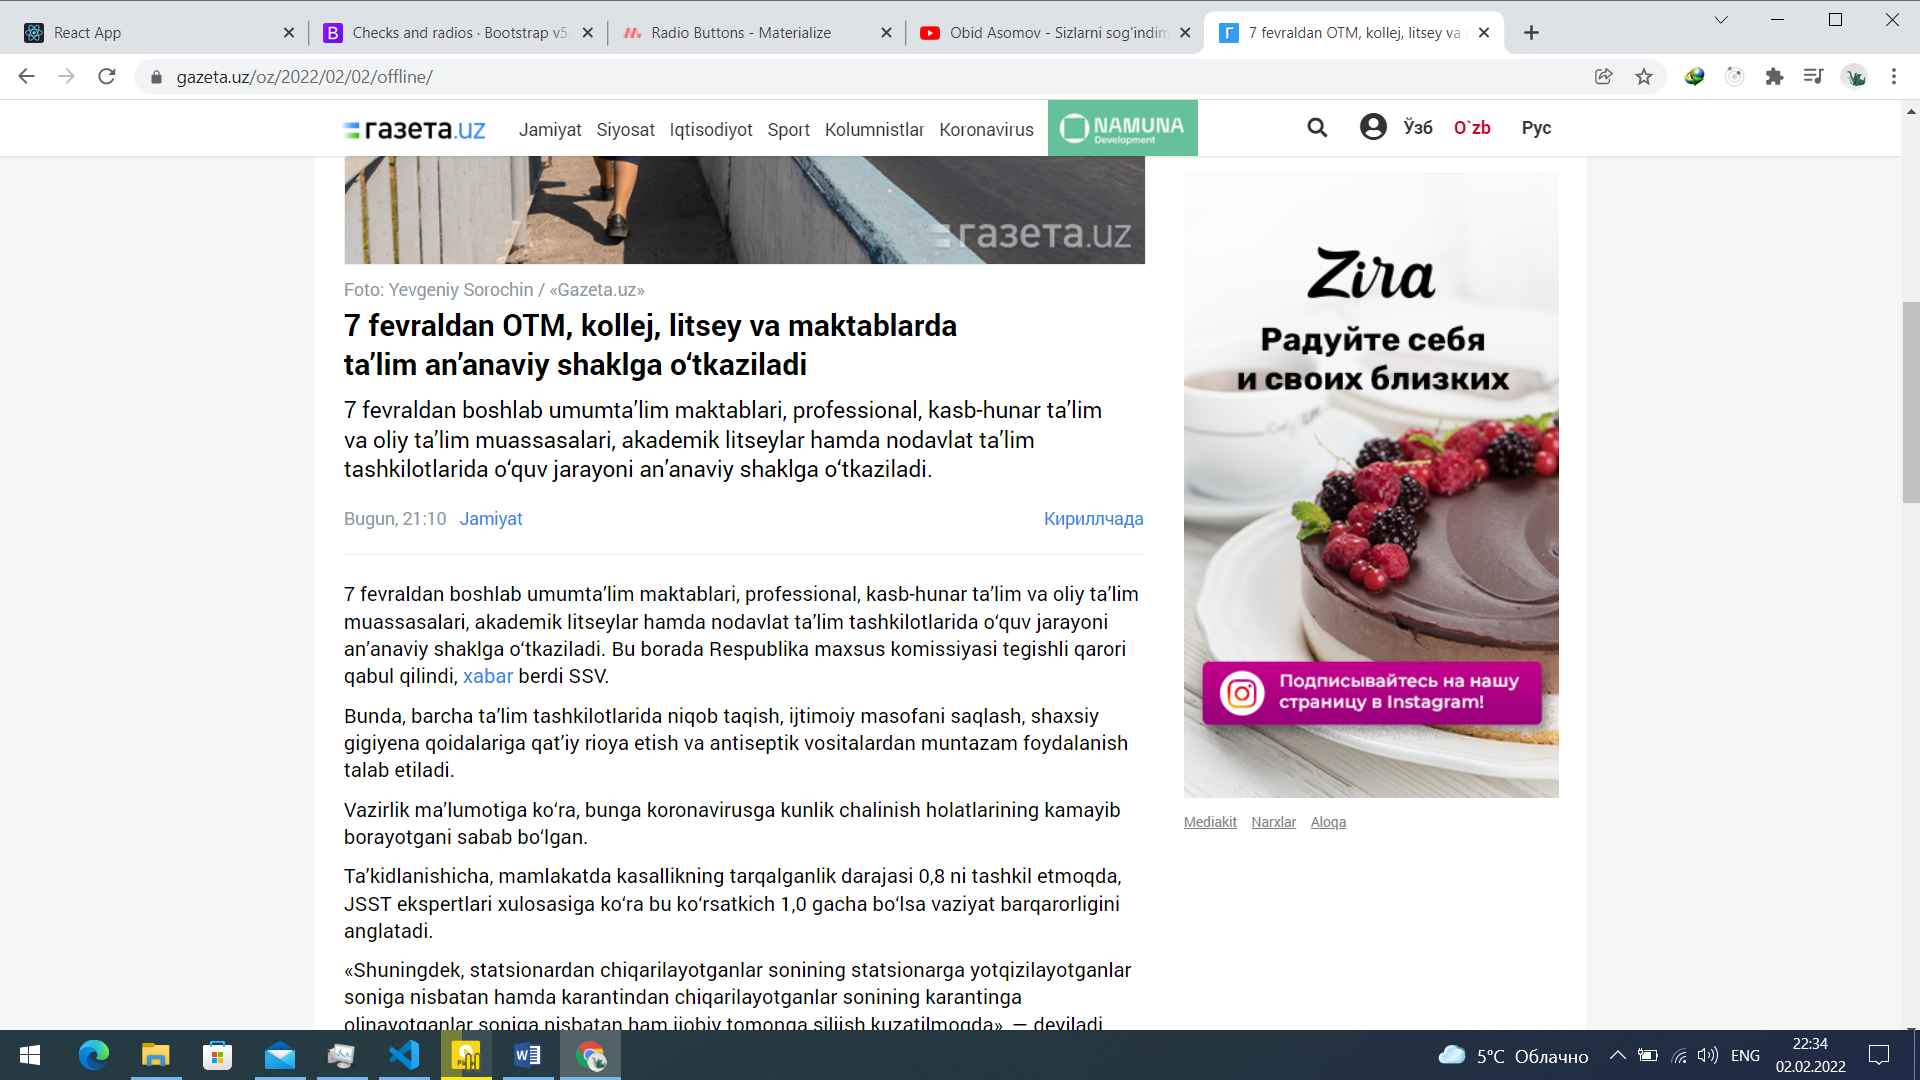 React App
Checks and radios · Bootstrap v5.
Radio Buttons - Materialize
Obid Asomov - Sizlarni sog'indim
7 fevraldan OTM, kollej, litsey va
gazeta.uz/oz/2022/02/02/offline/
газета.uz
Jamiyat Siyosat Iqtisodiyot Sport Kolumnistlar Koronavirus
NAMUNA
Development
Ўзб O`zb Рус
газета.uz
Foto: Yevgeniy Sorochin / «Gazeta.uz»
7 fevraldan OTM, kollej, litsey va maktablarda
ta’lim an’anaviy shaklga o‘tkaziladi
7 fevraldan boshlab umumta’lim maktablari, professional, kasb-hunar ta’lim
va oliy ta’lim muassasalari, akademik litseylar hamda nodavlat ta’lim
tashkilotlarida o‘quv jarayoni an’anaviy shaklga o‘tkaziladi.
Bugun, 21:10 Jamiyat
Кириллчада
7 fevraldan boshlab umumta’lim maktablari, professional, kasb-hunar ta’lim va oliy ta’lim
muassasalari, akademik litseylar hamda nodavlat ta’lim tashkilotlarida o‘quv jarayoni
an’anaviy shaklga o‘tkaziladi. Bu borada Respublika maxsus komissiyasi tegishli qarori
qabul qilindi, xabar berdi SSV.
Bunda, barcha ta’lim tashkilotlarida niqob taqish, ijtimoiy masofani saqlash, shaxsiy
gigiyena qoidalariga qat’iy rioya etish va antiseptik vositalardan muntazam foydalanish
talab etiladi.
Vazirlik ma’lumotiga ko‘ra, bunga koronavirusga kunlik chalinish holatlarining kamayib
borayotgani sabab bo‘lgan.
Ta’kidlanishicha, mamlakatda kasallikning tarqalganlik darajasi 0,8 ni tashkil etmoqda,
JSST ekspertlari xulosasiga ko‘ra bu ko‘rsatkich 1,0 gacha bo‘lsa vaziyat barqarorligini
anglatadi.
«Shuningdek, statsionardan chiqarilayotganlar sonining statsionarga yotqizilayotganlar
soniga nisbatan hamda karantindan chiqarilayotganlar sonining karantinga
olinayotganlar soniga nisbatan ham ijobiy tomonga siljish kuzatilmoqda», — deyiladi
Zira
Радуйте себя
и своих близких
Подписывайтесь на нашу
страницу в Instagram!
Mediakit Narxlar Aloqa
5°C Облачно
ENG
22:34
02.02.2022